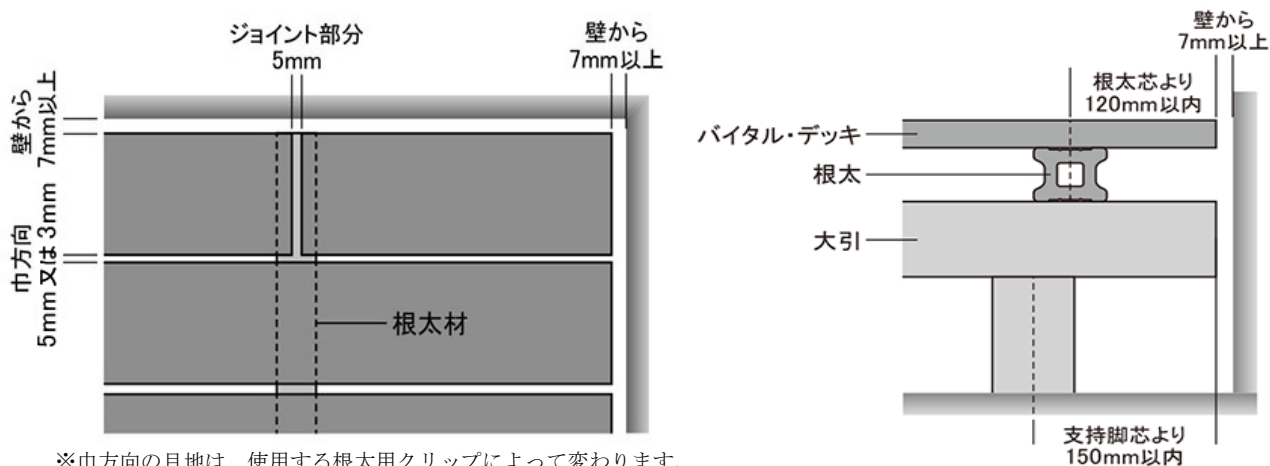 ジョイント部分
5mm
壁から
7mm以上
壁から
7mm以上
巾方向
5mm又は3mm
根太材
※巾方向の目地は、使用する根太用クリップによって変わります。
壁から
7mm以上
根太芯より
120mm以内
バイタル・デッキ
根太
大引
支持脚芯より
150mm以内